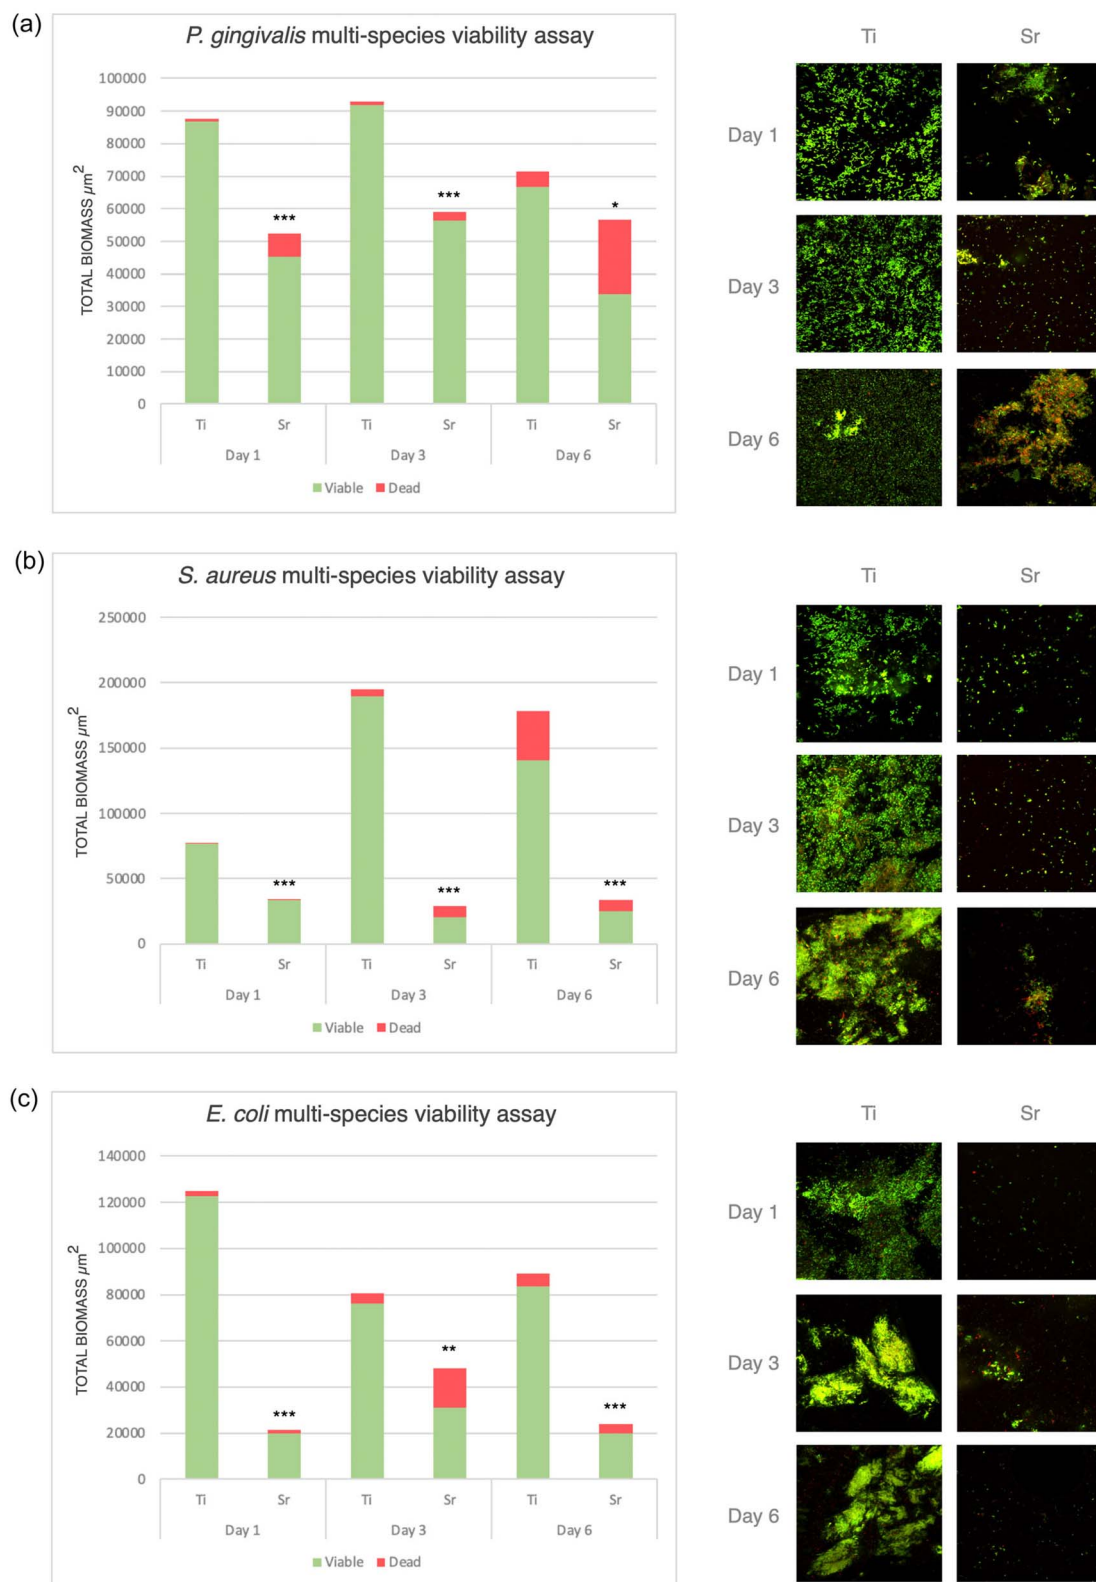 (a)
P. gingivalis multi-species viability assay
TOTAL BIOMASS µm²
100000
90000
80000
70000
60000
50000
40000
30000
20000
10000
0
***
***
*
Ti Sr Ti Sr Ti Sr
Day 1 Day 3 Day 6
Viable Dead
Ti Sr
Day 1
Day 3
Day 6
(b)
S. aureus multi-species viability assay
TOTAL BIOMASS µm²
250000
200000
150000
100000
50000
0
*** *** ***
Ti Sr Ti Sr Ti Sr
Day 1 Day 3 Day 6
Viable Dead
Ti Sr
Day 1
Day 3
Day 6
(c)
E. coli multi-species viability assay
TOTAL BIOMASS µm²
140000
120000
100000
80000
60000
40000
20000
0
***
**
***
Ti Sr Ti Sr Ti Sr
Day 1 Day 3 Day 6
Viable Dead
Ti Sr
Day 1
Day 3
Day 6